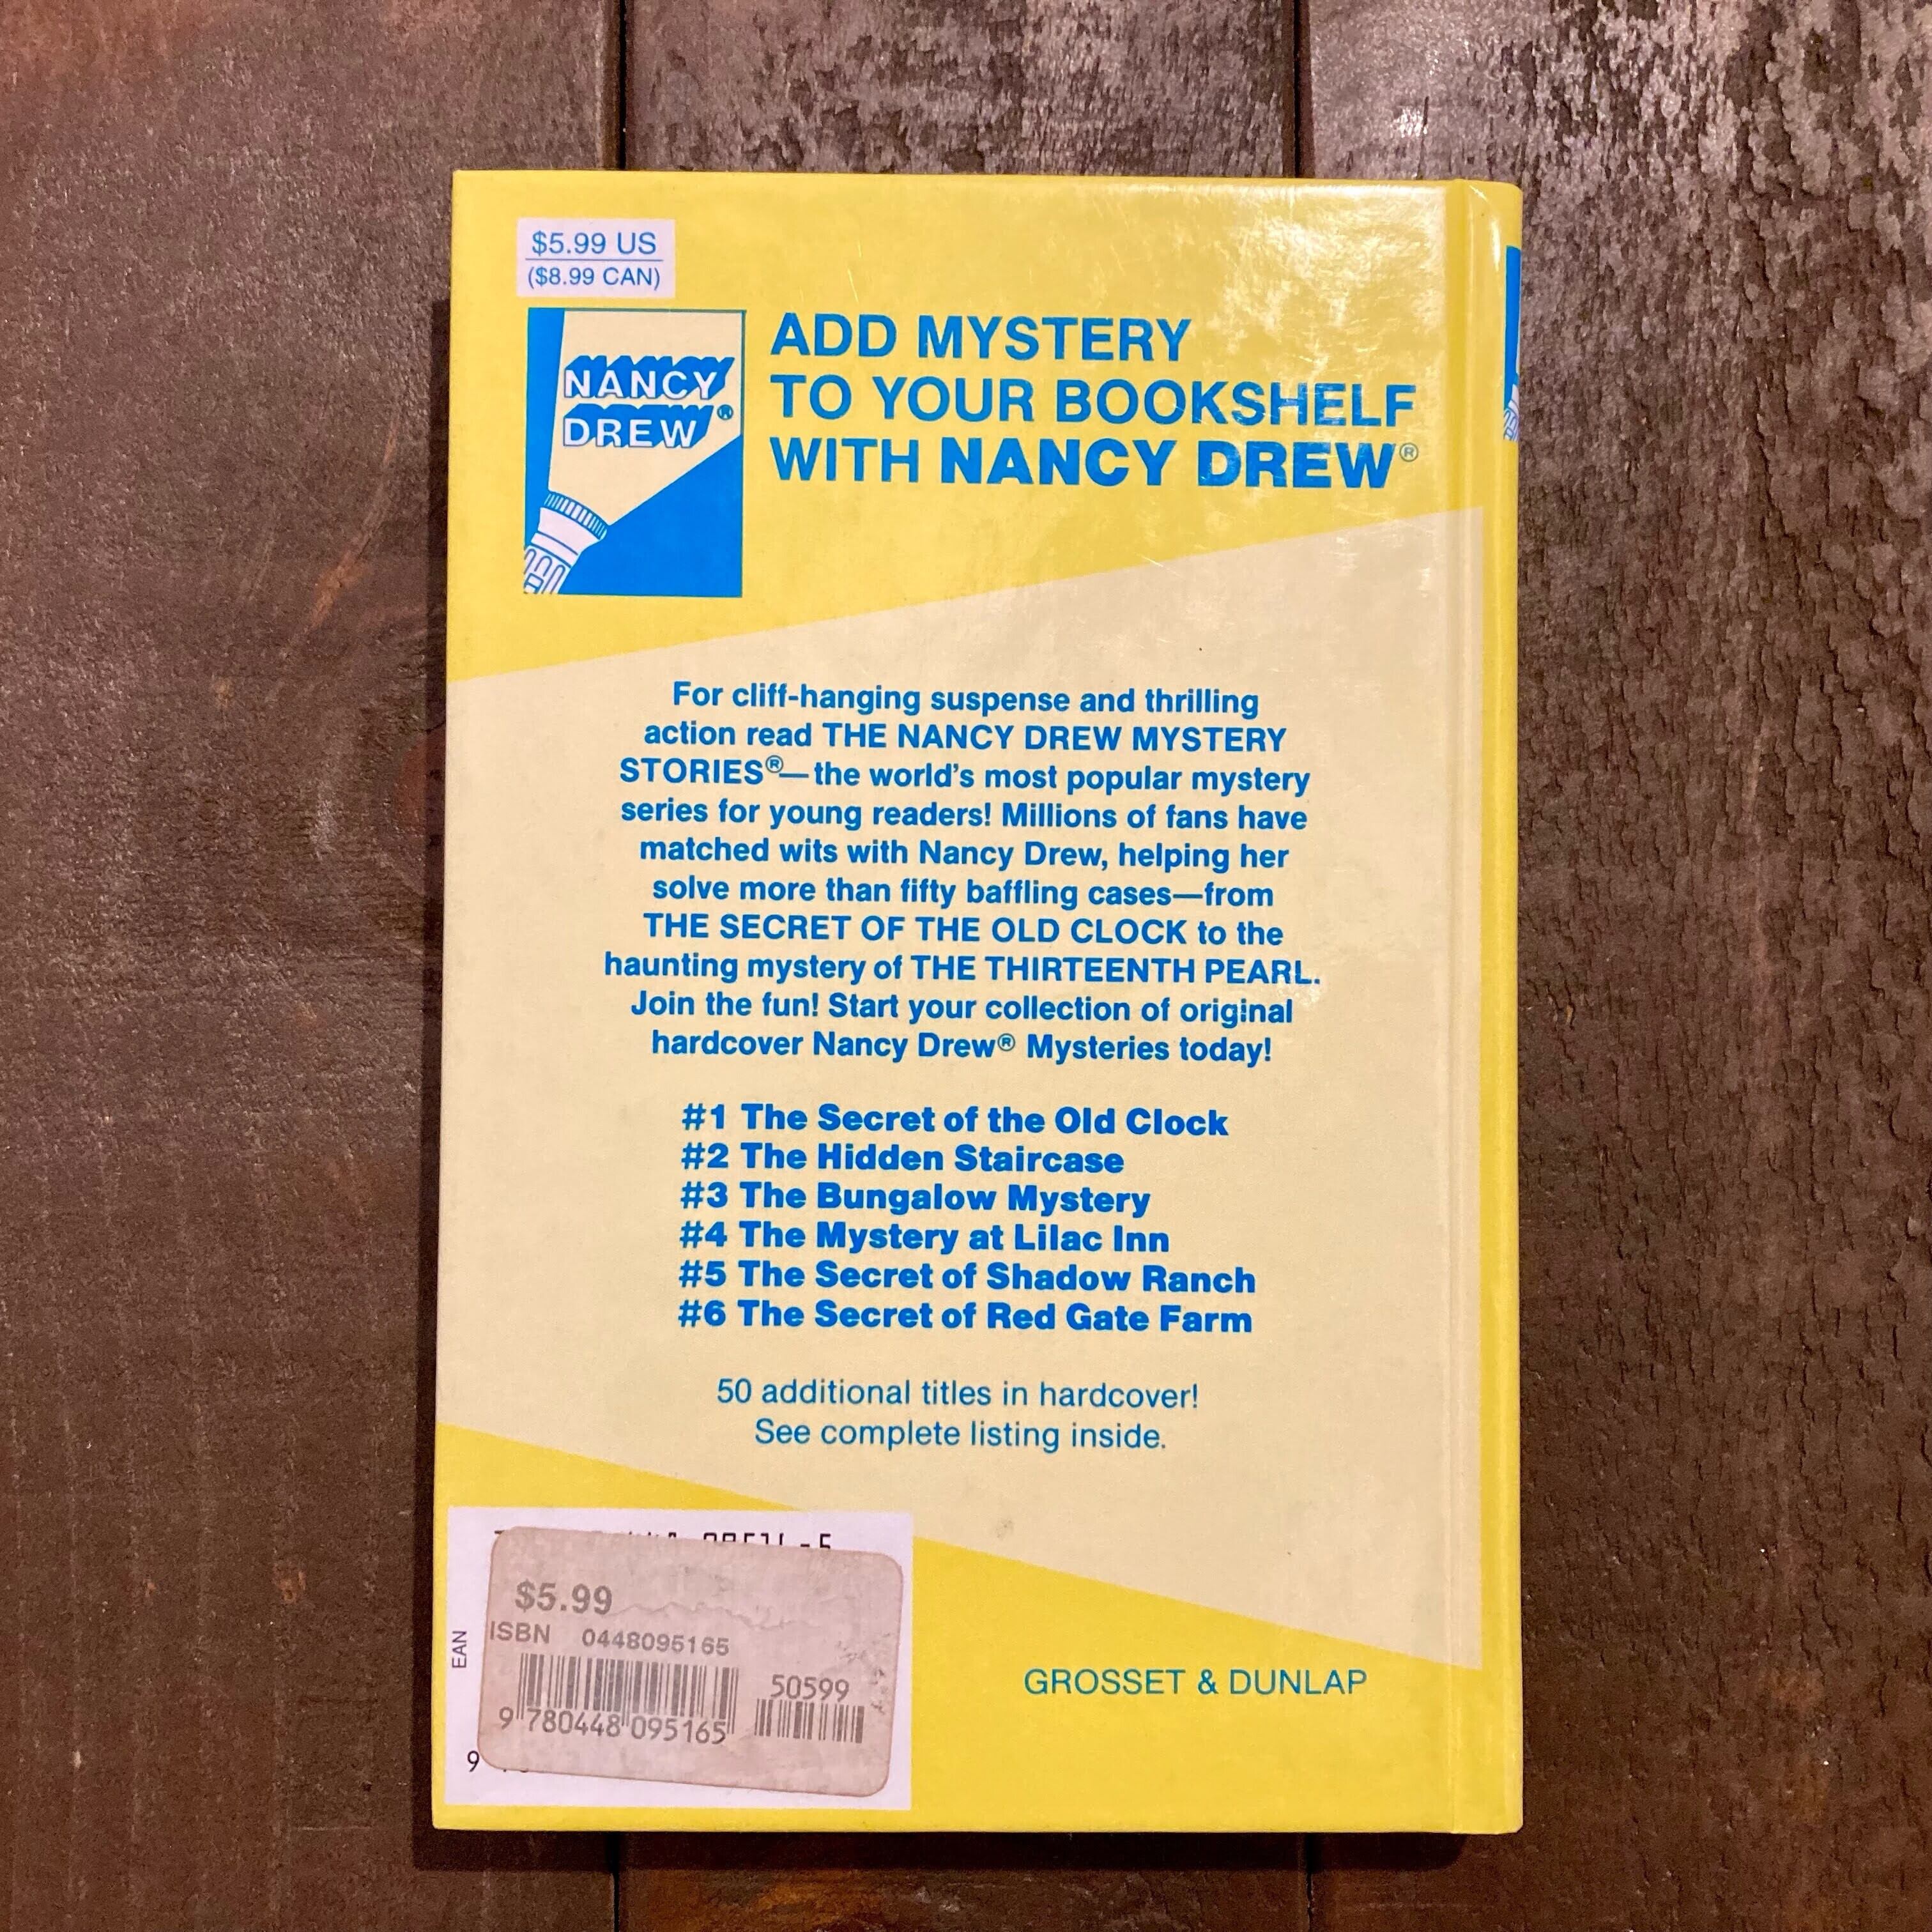 $5.99 US
($8.99 CAN)
NANCY
DREW®
ADD MYSTERY
TO YOUR BOOKSHELF
WITH NANCY DREW®
For cliff-hanging suspense and thrilling
action read THE NANCY DREW MYSTERY
STORIES®—the world's most popular mystery
series for young readers! Millions of fans have
matched wits with Nancy Drew, helping her
solve more than fifty baffling cases—from
THE SECRET OF THE OLD CLOCK to the
haunting mystery of THE THIRTEENTH PEARL.
Join the fun! Start your collection of original
hardcover Nancy Drew® Mysteries today!
#1 The Secret of the Old Clock
#2 The Hidden Staircase
#3 The Bungalow Mystery
#4 The Mystery at Lilac Inn
#5 The Secret of Shadow Ranch
#6 The Secret of Red Gate Farm
50 additional titles in hardcover!
See complete listing inside.
$5.99
ISBN 0448095165
50599
9 780448 095165
EAN
9
GROSSET & DUNLAP